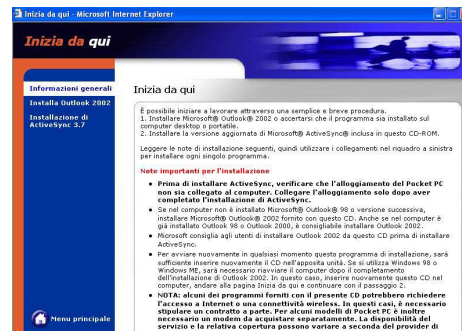 Inizia da qui - Microsoft Internet Explorer
Inizia da qui
Informazioni generali
Installa Outlook 2002
Installazione di
ActiveSync 3.7
Menu principale
Inizia da qui
È possibile iniziare a lavorare attraverso una semplice e breve procedura.
1. Installare Microsoft® Outlook® 2002 o accertarsi che il programma sia istallato sul
computer desktop o portatile.
2. Installare la versione aggiornata di Microsoft® ActiveSync® inclusa in questo CD-ROM.
Leggere le note di istallazione seguenti, quindi utilizzare i collegamenti nel riquadro a sinistra
per installare ogni singolo programma.
Note importanti per l'installazione
• Prima di installare ActiveSync, verificare che l'alloggiamento del Pocket PC
non sia collegato al computer. Collegare l'alloggiamento solo dopo aver
completato l'installazione di ActiveSync.
• Se nel computer non è installato Microsoft® Outlook® 98 o versione successiva,
installare Microsoft® Outlook® 2002 fornito con questo CD. Anche se nel computer è
già installato Outlook 98 o Outlook 2000, è consigliabile installare Outlook 2002.
• Microsoft consiglia agli utenti di installare Outlook 2002 da questo CD prima di installare
ActiveSync.
• Per avviare nuovamente in qualsiasi momento questo programma di installazione, sarà
sufficiente inserire nuovamente il CD nell'apposita unità. Se si utilizza Windows 98 o
Windows ME, sarà necessario riavviare il computer dopo il completamento
dell'installazione di Outlook 2002. In questo caso, inserire nuovamente questo CD nel
computer, andare alla pagina Inizia da qui e continuare con il passaggio 2.
• NOTA: alcuni dei programmi forniti con il presente CD potrebbero richiedere
l'accesso a Internet o una connettività wireless. In questi casi, è necessario
stipulare un contratto a parte. Per alcuni modelli di Pocket PC è inoltre
necessario un modem da acquistare separatamente. La disponibilità del
servizio e la relativa copertura possono variare a seconda del provider di